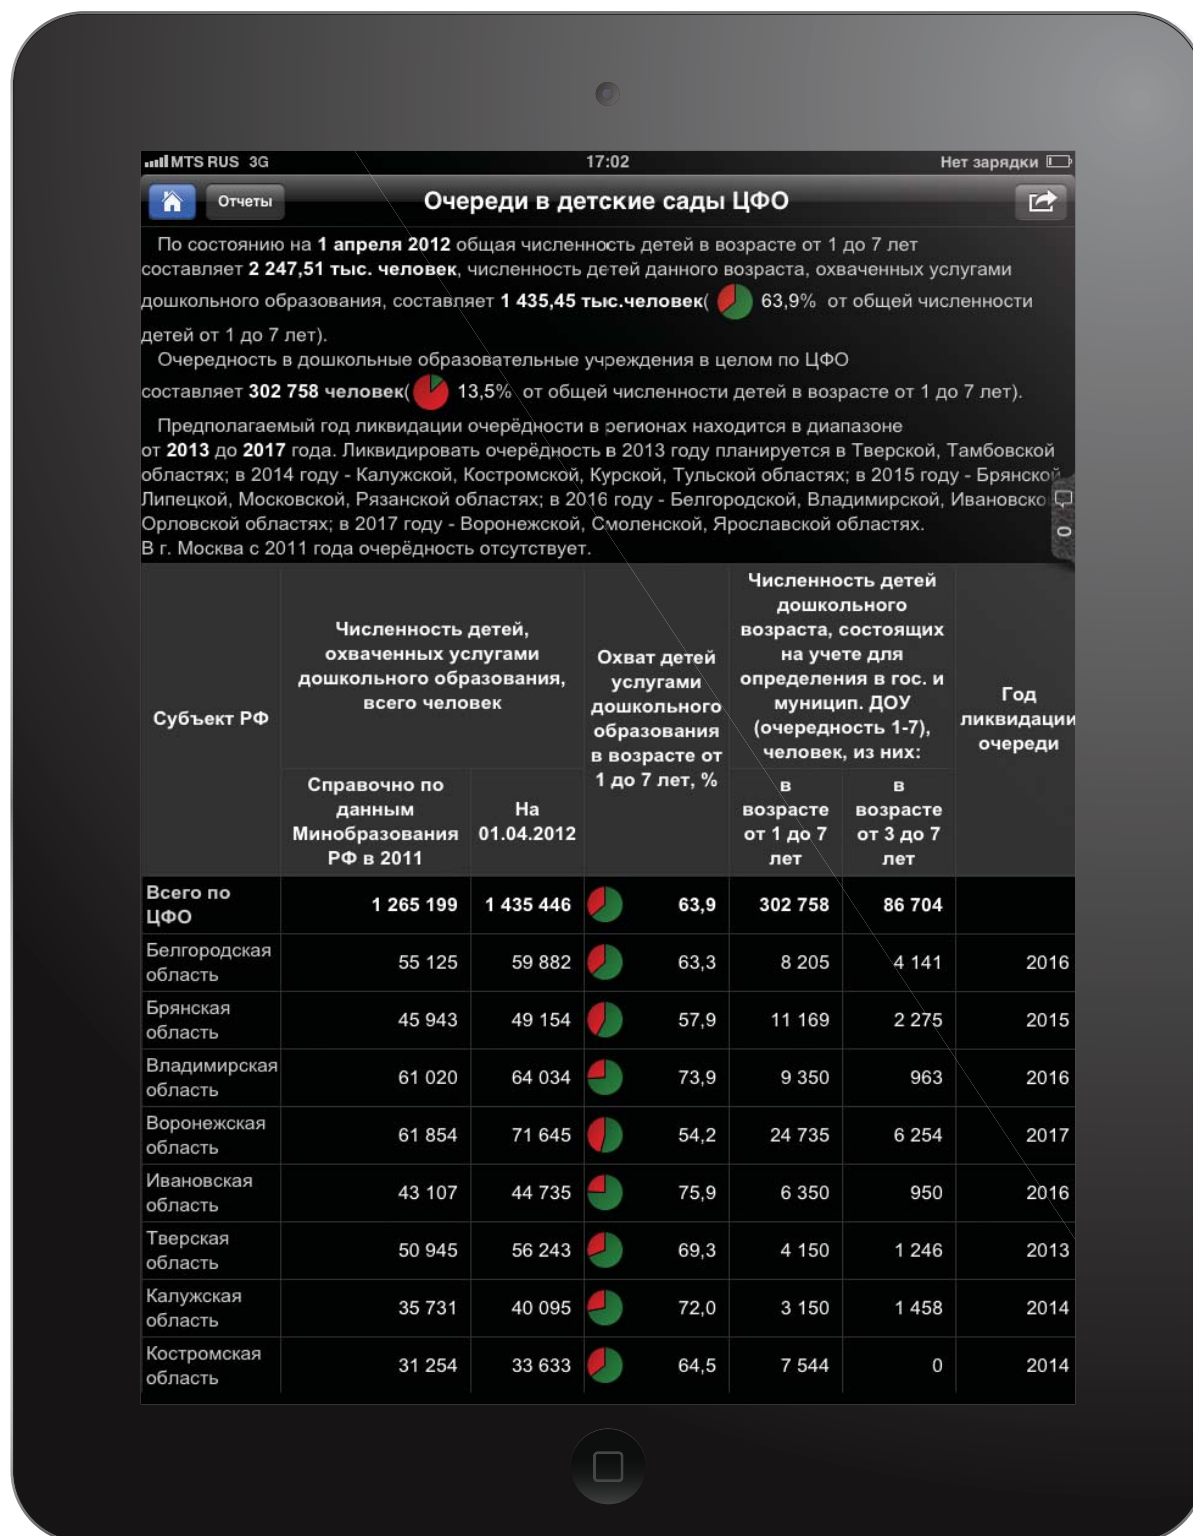 MTS RUS 3G 17:02 Нет зарядки
Отчеты Очереди в детские сады ЦФО
По состоянию на 1 апреля 2012 общая численность детей в возрасте от 1 до 7 лет
составляет 2 247,51 тыс. человек, численность детей данного возраста, охваченных услугами
дошкольного образования, составляет 1 435,45 тыс.человек( 63,9% от общей численности
детей от 1 до 7 лет).
Очередность в дошкольные образовательные учреждения в целом по ЦФО
составляет 302 758 человек( 13,5% от общей численности детей в возрасте от 1 до 7 лет).
Предполагаемый год ликвидации очерёдности в регионах находится в диапазоне
от 2013 до 2017 года. Ликвидировать очерёдность в 2013 году планируется в Тверской, Тамбовской
областях; в 2014 году - Калужской, Костромской, Курской, Тульской областях; в 2015 году - Брянской
Липецкой, Московской, Рязанской областях; в 2016 году - Белгородской, Владимирской, Ивановско
Орловской областях; в 2017 году - Воронежской, Смоленской, Ярославской областях.
В г. Москва с 2011 года очерёдность отсутствует.
Субъект РФ
Численность детей,
охваченных услугами
дошкольного образования,
всего человек
Справочно по
данным
Минобразования
РФ в 2011
На
01.04.2012
Охват детей
услугами
дошкольного
образования
в возрасте от
1 до 7 лет, %
Численность детей
дошкольного
возраста, состоящих
на учете для
определения в гос. и
муницип. ДОУ
(очередность 1-7),
человек, из них:
в
возрасте
от 1 до 7
лет
в
возрасте
от 3 до 7
лет
Год
ликвидации
очереди
Всего по
ЦФО
1 265 199 1 435 446 63,9 302 758 86 704
Белгородская
область
55 125 59 882 63,3 8 205 4 141 2016
Брянская
область
45 943 49 154 57,9 11 169 2 275 2015
Владимирская
область
61 020 64 034 73,9 9 350 963 2016
Воронежская
область
61 854 71 645 54,2 24 735 6 254 2017
Ивановская
область
43 107 44 735 75,9 6 350 950 2016
Тверская
область
50 945 56 243 69,3 4 150 1 246 2013
Калужская
область
35 731 40 095 72,0 3 150 1 458 2014
Костромская
область
31 254 33 633 64,5 7 544 0 2014